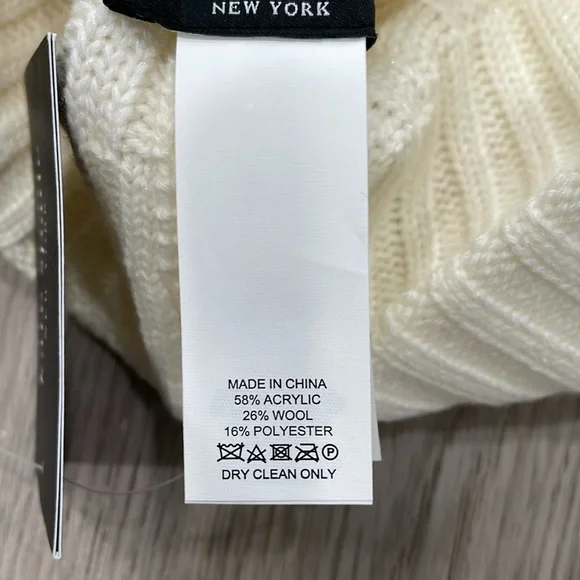 NEW YORK
MADE IN CHINA
58% ACRYLIC
26% WOOL
16% POLYESTER
P
DRY CLEAN ONLY